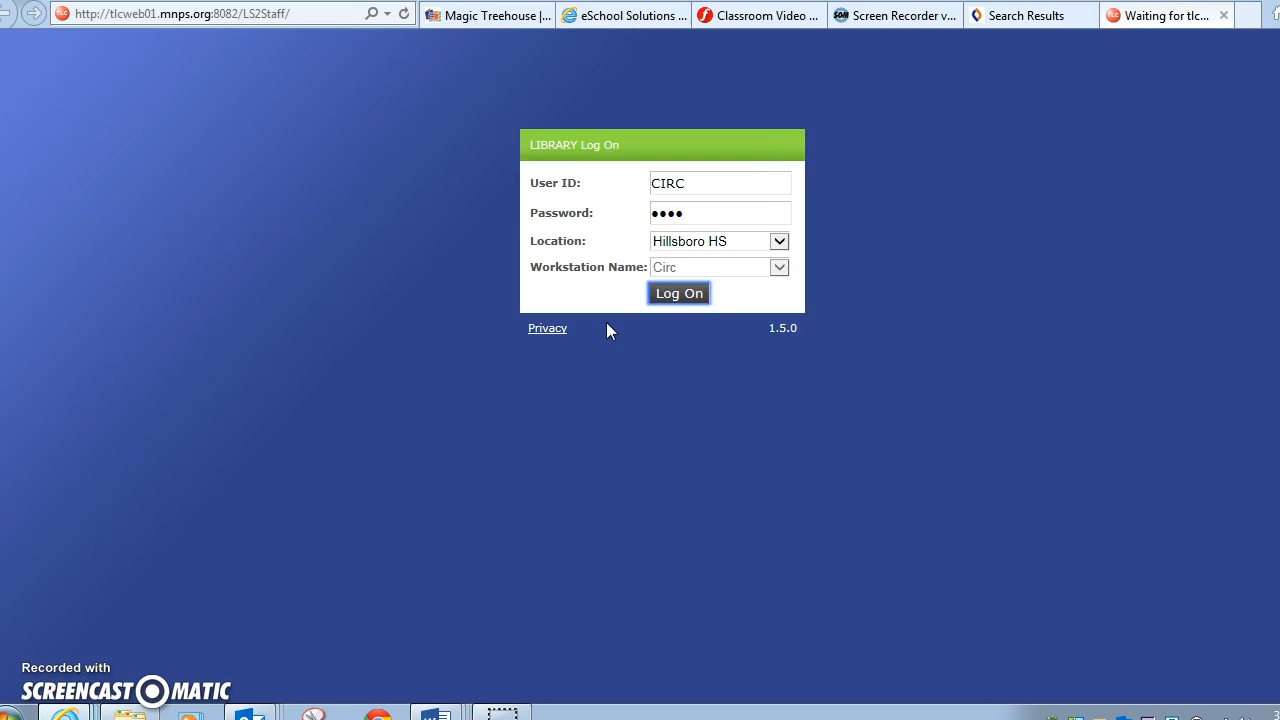 http://tlcweb01.mnps.org:8082/LS2Staff/
Magic Treehouse |...
eSchool Solutions ...
Classroom Video ...
Screen Recorder v...
Search Results
Waiting for tlc...
LIBRARY Log On
User ID: CIRC
Password: ●●●●
Location: Hillsboro HS
Workstation Name: Circ
Log On
Privacy 1.5.0
Recorded with
SCREENCAST MATIC